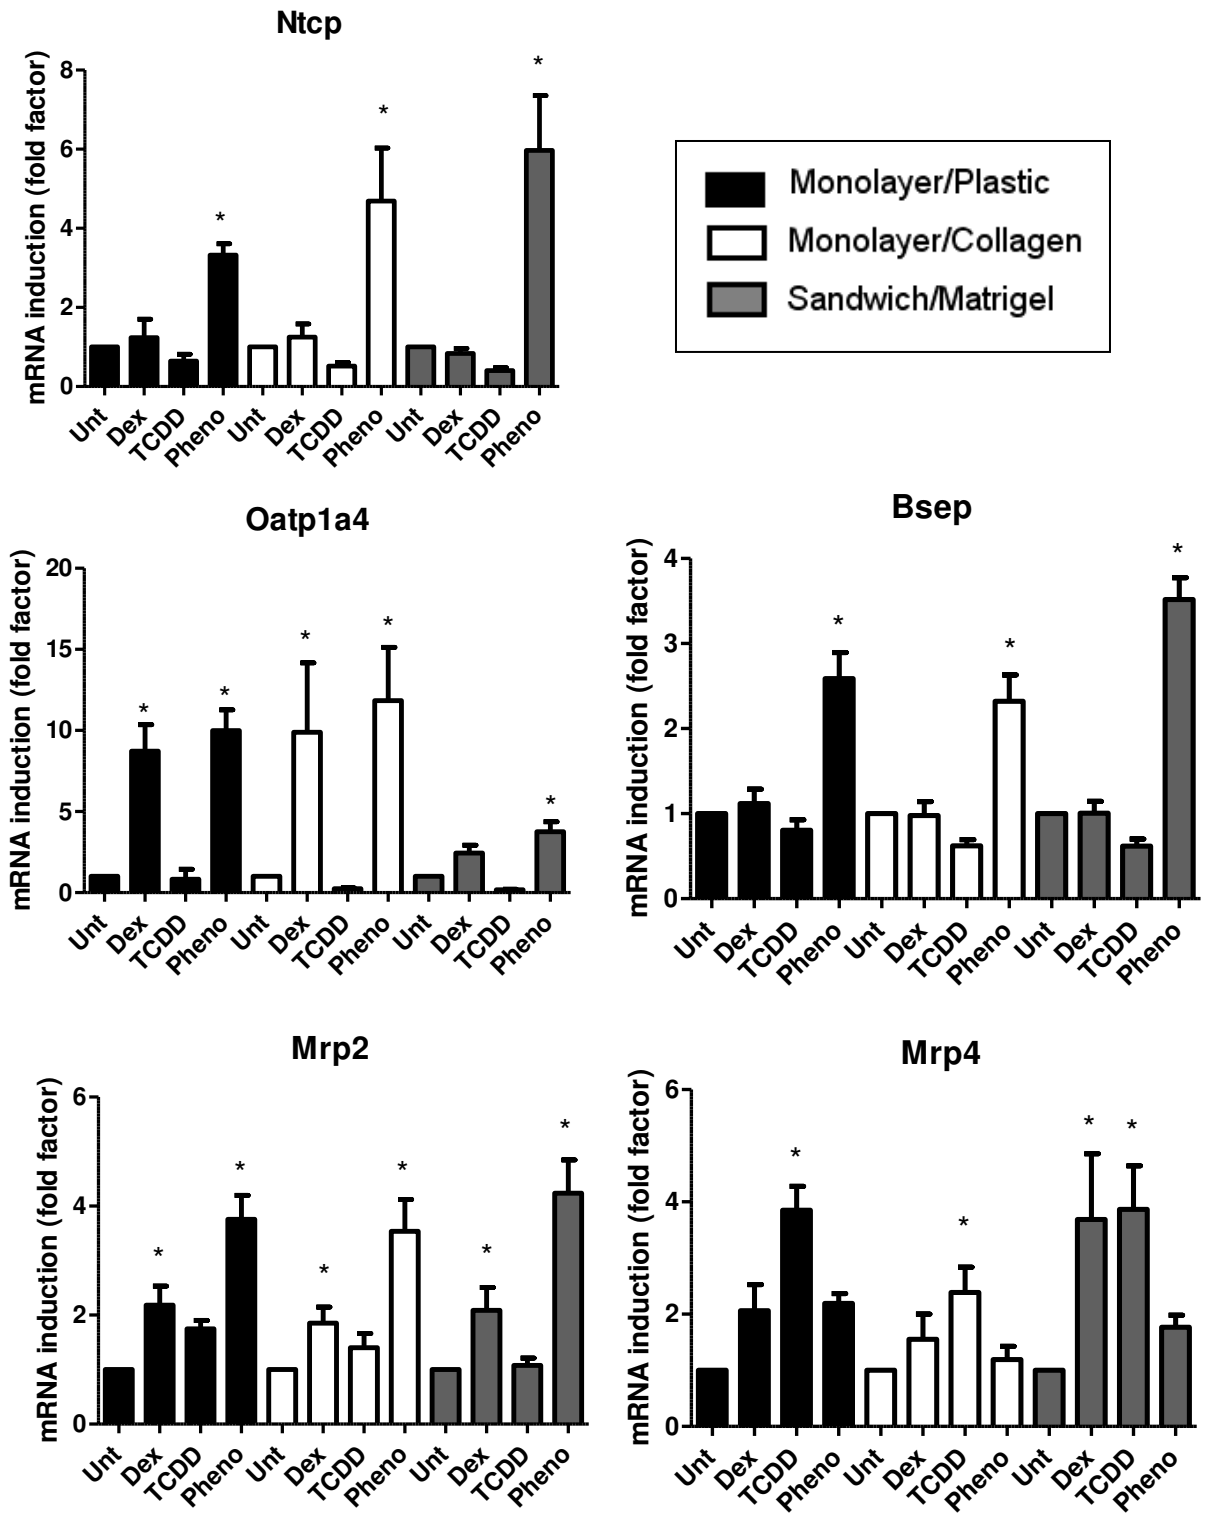 Ntcp
mRNA induction (fold factor)
8
6
4
2
0
*
*
*
Unt Dex TCDD Pheno Unt Dex TCDD Pheno Unt Dex TCDD Pheno
Monolayer/Plastic
Monolayer/Collagen
Sandwich/Matrigel
Oatp1a4
mRNA induction (fold factor)
20
15
10
5
0
*
*
*
*
*
Unt Dex TCDD Pheno Unt Dex TCDD Pheno Unt Dex TCDD Pheno
Bsep
mRNA induction (fold factor)
4
3
2
1
0
*
*
*
Unt Dex TCDD Pheno Unt Dex TCDD Pheno Unt Dex TCDD Pheno
Mrp2
mRNA induction (fold factor)
6
4
2
0
*
*
*
*
*
*
Unt Dex TCDD Pheno Unt Dex TCDD Pheno Unt Dex TCDD Pheno
Mrp4
mRNA induction (fold factor)
6
4
2
0
*
*
*
*
Unt Dex TCDD Pheno Unt Dex TCDD Pheno Unt Dex TCDD Pheno